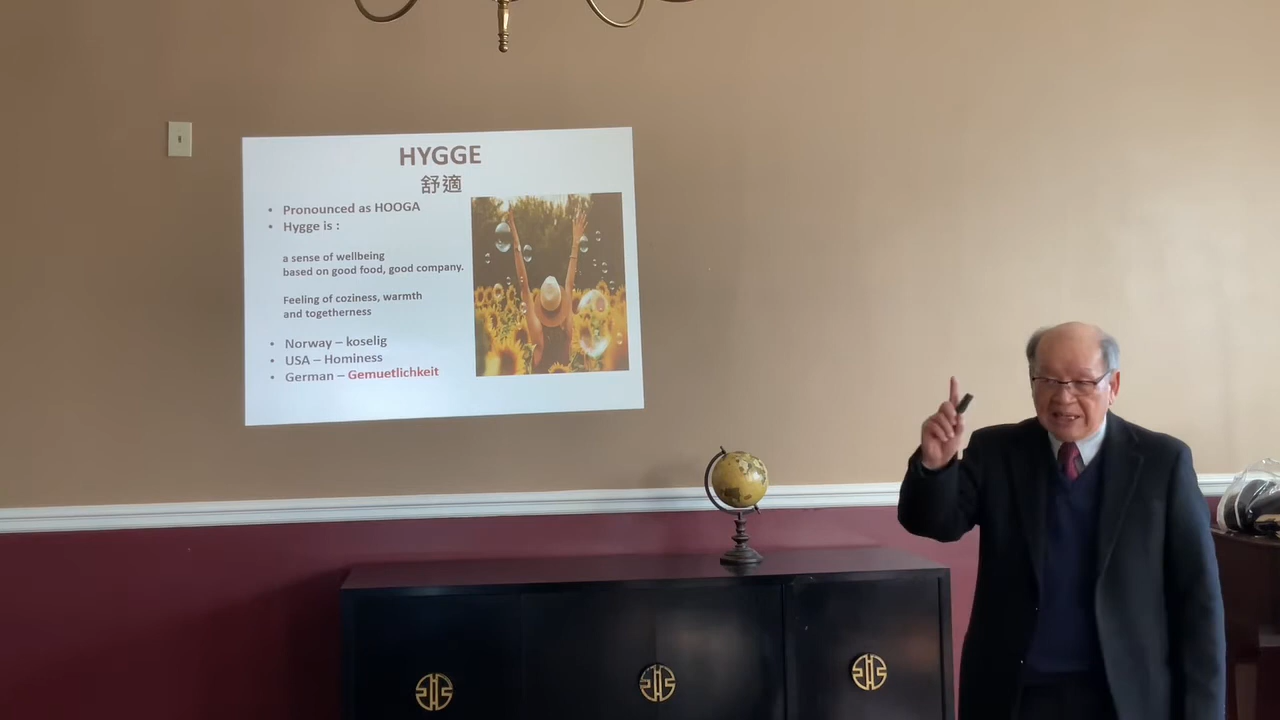 HYGGE
舒適
• Pronounced as HOOGA
• Hygge is :
a sense of wellbeing
based on good food, good company.
Feeling of coziness, warmth
and togetherness
• Norway – koselig
• USA – Hominess
• German – Gemuetlichkeit